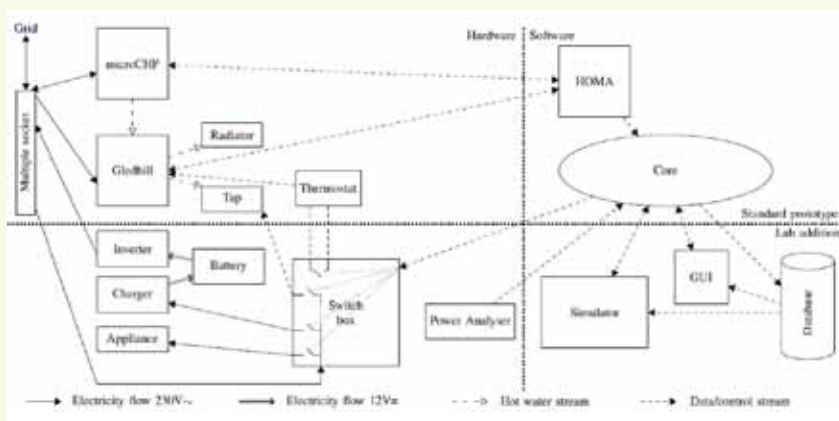 Grid
Hardware
Software
microCHP
HOMA
Multiple socket
Radiator
Gledhill
Thermostat
Core
Tap
Standard prototype
Lab addition
Inverter
Battery
GUI
Charger
Switch
box
Power Analyser
Simulator
Database
Appliance
Electricity flow 230V~
Electricity flow 12V=
Hot water stream
Data/control stream